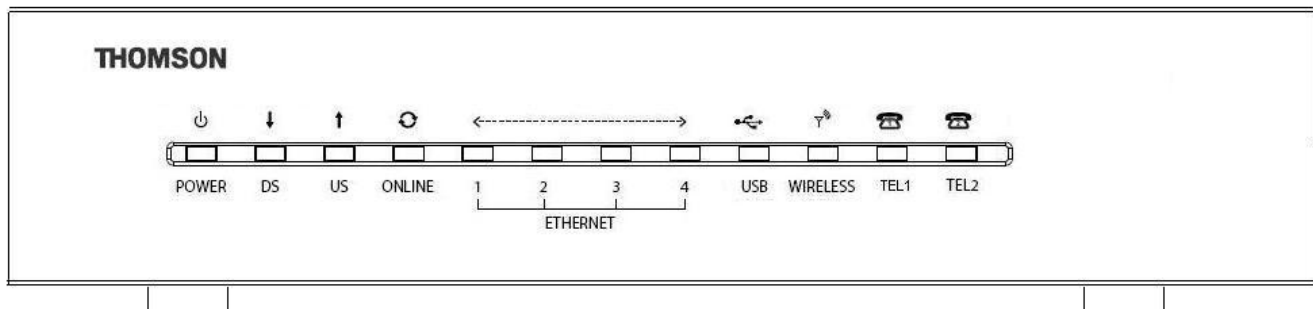 THOMSON
POWER DS US ONLINE 1 2 3 4 USB WIRELESS TEL1 TEL2
ETHERNET